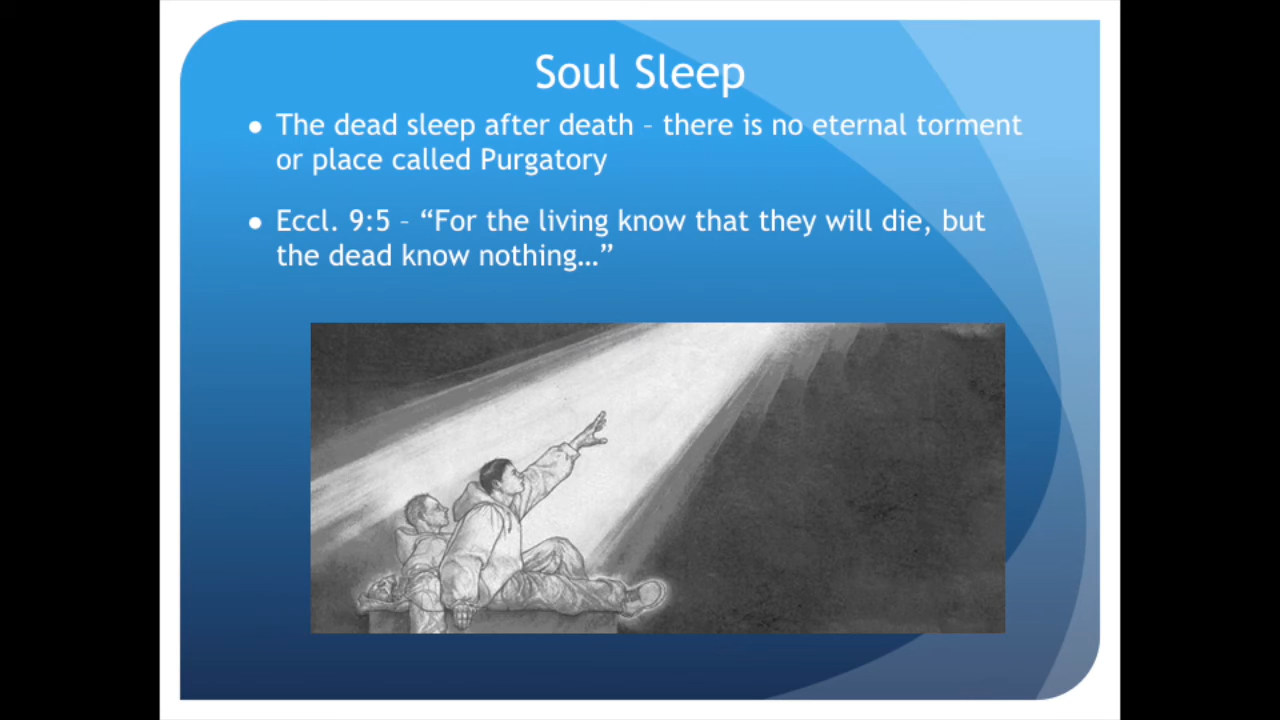 Soul Sleep
● The dead sleep after death – there is no eternal torment
or place called Purgatory
● Eccl. 9:5 – “For the living know that they will die, but
the dead know nothing…”